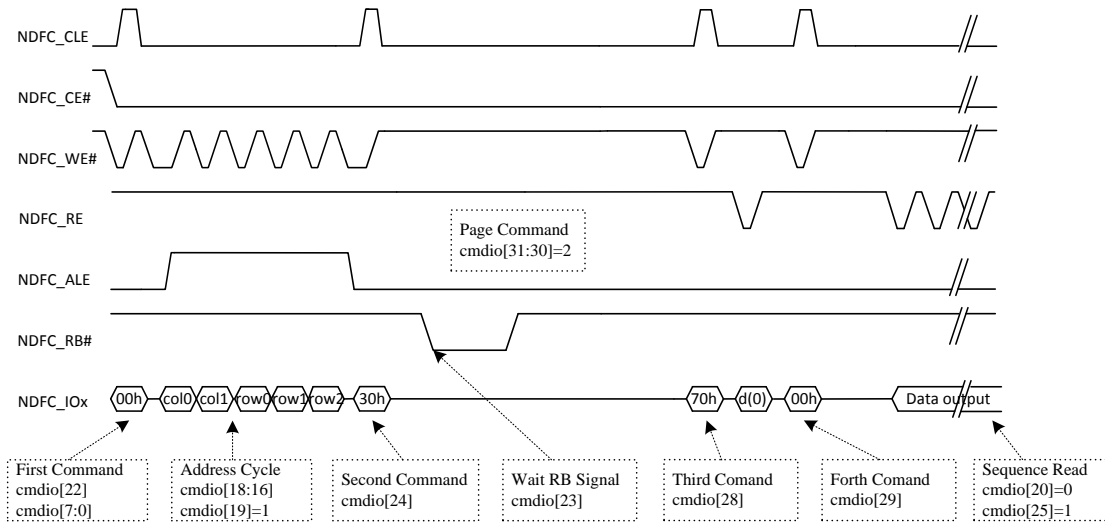 NDFC_CLE
NDFC_CE#
NDFC_WE#
NDFC_RE
Page Command
cmdio[31:30]=2
NDFC_ALE
NDFC_RB#
NDFC_IOx 00h col0 col1 row0 row1 row2 30h 70h d(0) 00h Data output
First Command
cmdio[22]
cmdio[7:0]
Address Cycle
cmdio[18:16]
cmdio[19]=1
Second Command
cmdio[24]
Wait RB Signal
cmdio[23]
Third Comand
cmdio[28]
Forth Comand
cmdio[29]
Sequence Read
cmdio[20]=0
cmdio[25]=1